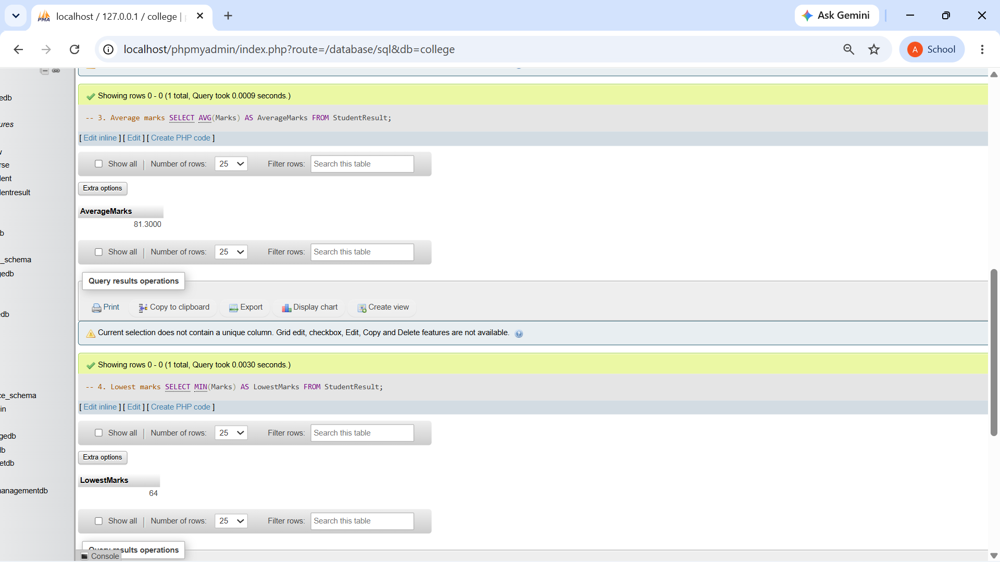 localhost / 127.0.0.1 / college |
Ask Gemini
localhost/phpmyadmin/index.php?route=/database/sql&db=college
A School
edb
ures
rse
lent
lentresult
b
_schema
jedb
edb
ce_schema
in
gedb
lb
etdb
nanagementdb
Showing rows 0 - 0 (1 total, Query took 0.0009 seconds.)
-- 3. Average marks SELECT AVG(Marks) AS AverageMarks FROM StudentResult;
[ Edit inline ] [ Edit ] [ Create PHP code ]
Show all | Number of rows: 25 Filter rows: Search this table
Extra options
AverageMarks
81.3000
Show all | Number of rows: 25 Filter rows: Search this table
Query results operations
Print Copy to clipboard Export Display chart Create view
Current selection does not contain a unique column. Grid edit, checkbox, Edit, Copy and Delete features are not available.
Showing rows 0 - 0 (1 total, Query took 0.0030 seconds.)
-- 4. Lowest marks SELECT MIN(Marks) AS LowestMarks FROM StudentResult;
[ Edit inline ] [ Edit ] [ Create PHP code ]
Show all | Number of rows: 25 Filter rows: Search this table
Extra options
LowestMarks
64
Show all | Number of rows: 25 Filter rows: Search this table
Query results operations
Console